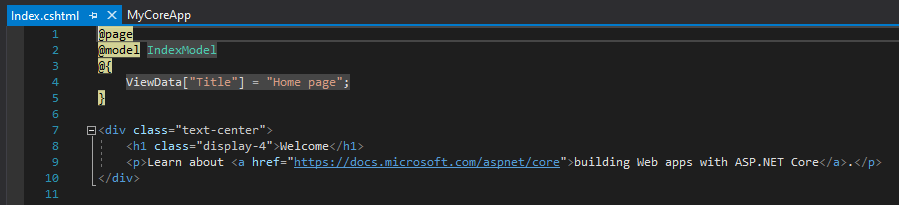 Index.cshtml MyCoreApp
1 @page
2 @model IndexModel
3 @{
4 ViewData["Title"] = "Home page";
5 }
6
7 <div class="text-center">
8 <h1 class="display-4">Welcome</h1>
9 <p>Learn about <a href="https://docs.microsoft.com/aspnet/core">building Web apps with ASP.NET Core</a>.</p>
10 </div>
11